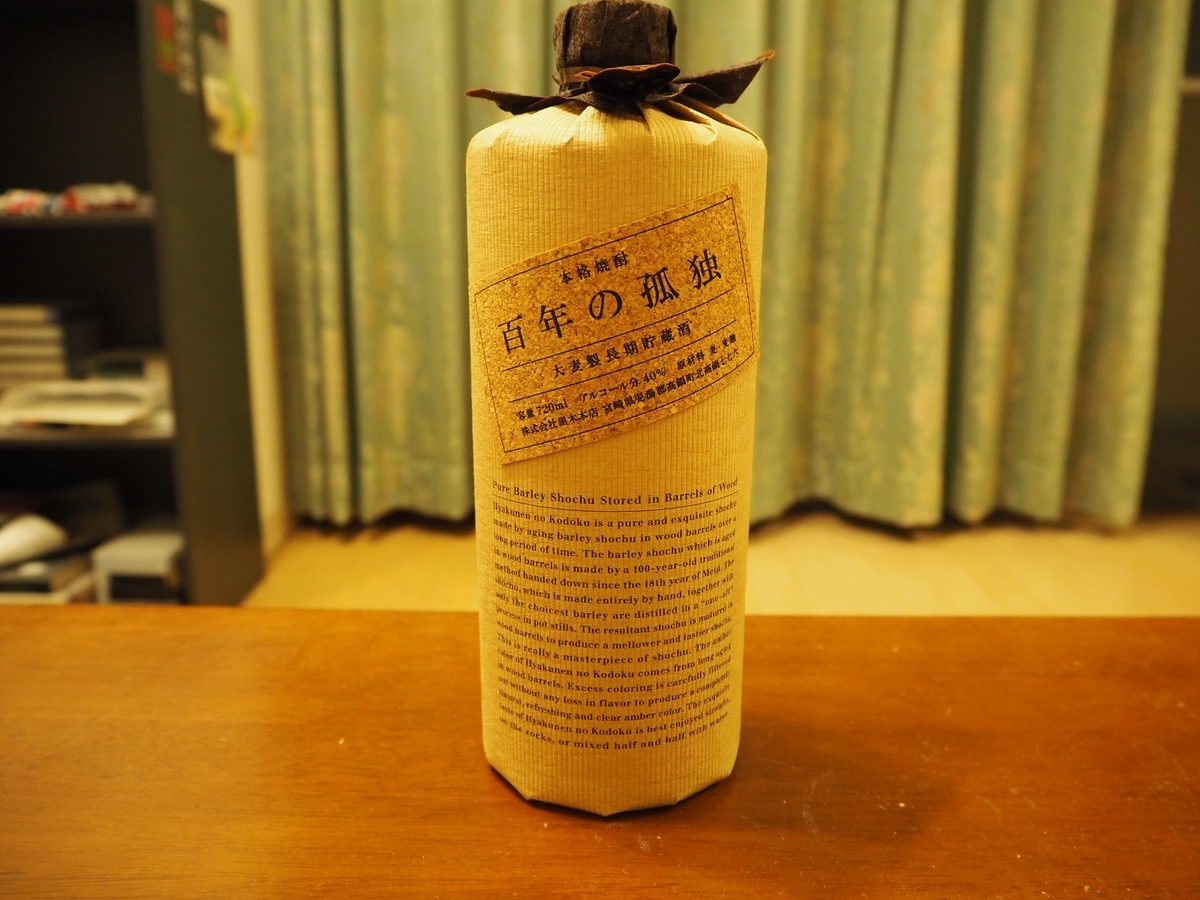 本格焼酎
百年の孤独
大麦製長期貯蔵酒
容量720ml アルコール分40% 原材料 麦、麦麹
株式会社黒木本店 宮崎県児湯郡高鍋町北高鍋七七六
Pure Barley Shochu Stored in Barrels of Wood
Hyakunen no Kodoku is a pure and exquisite shochu
made by aging barley shochu in wood barrels over a
long period of time. The barley shochu which is aged
in wood barrels is made by a 100-year-old traditional
method handed down since the 18th year of Meiji. The
shochu, which is made entirely by hand, together with
only the choicest barley are distilled in a "one-off"
process in pot stills. The resultant shochu is matured in
wood barrels to produce a mellower and tastier shochu.
This is really a masterpiece of shochu. The amber
color of Hyakunen no Kodoku comes from long aging
in wood barrels. Excess coloring is carefully filtered
out without any loss in flavor to produce a completely
natural, refreshing and clear amber color. The exquisite
taste of Hyakunen no Kodoku is best enjoyed straight,
on the rocks, or mixed half and half with water.